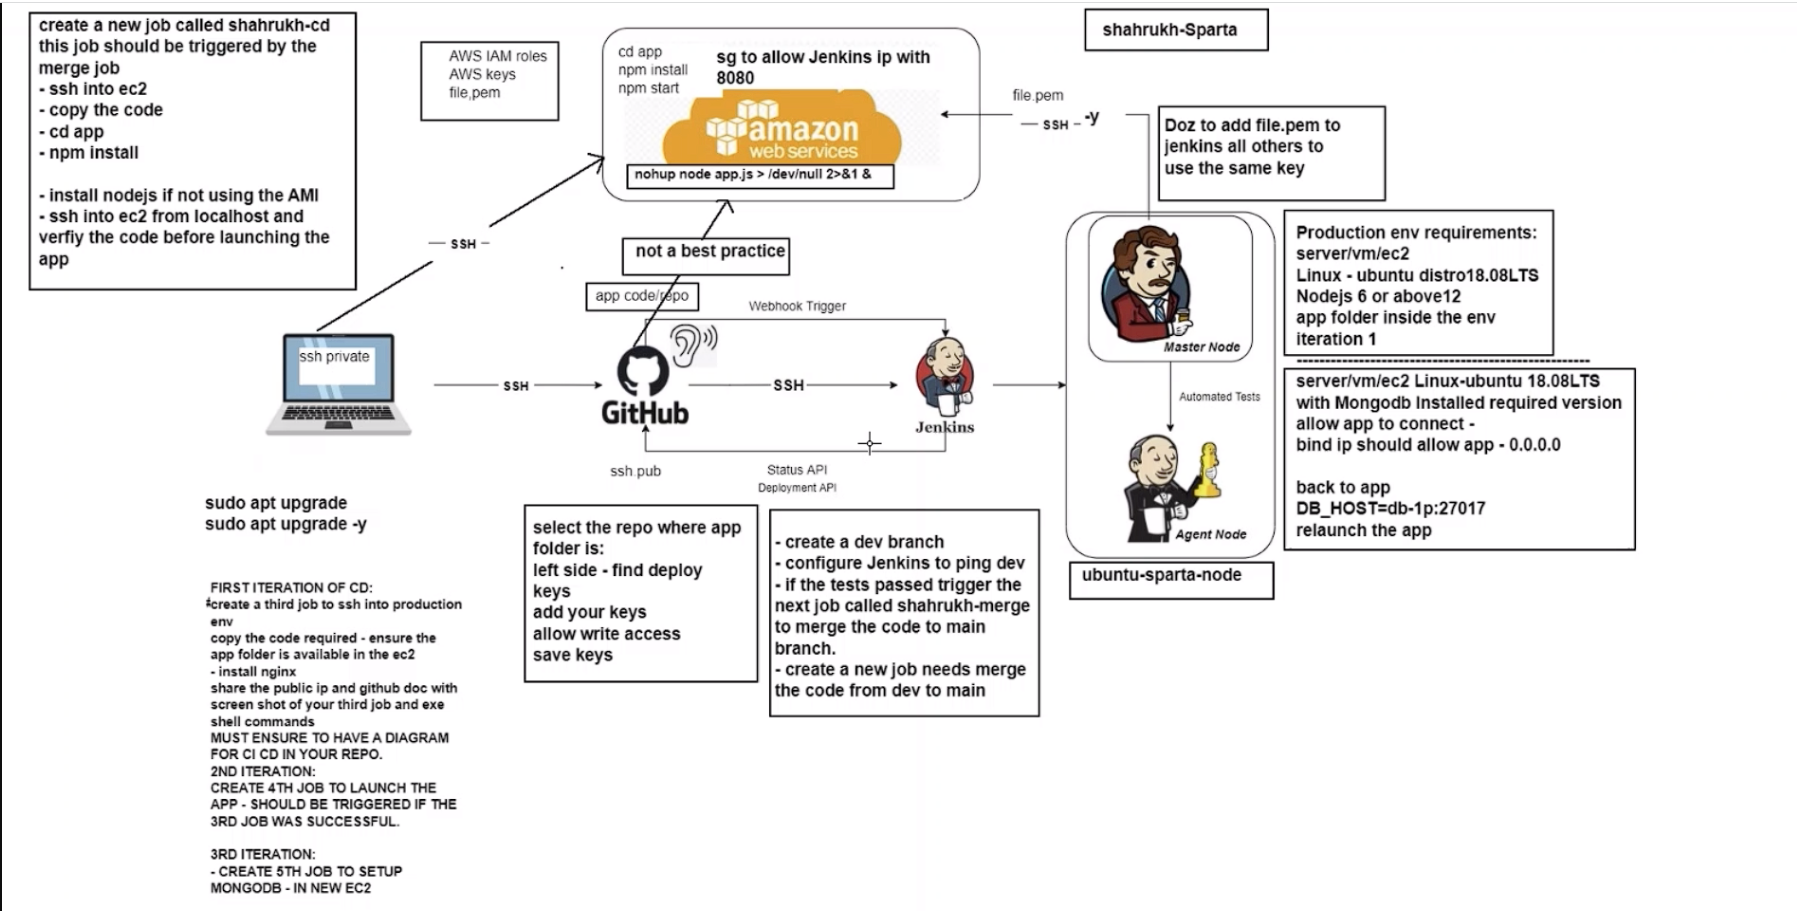 create a new job called shahrukh-cd
this job should be triggered by the
merge job
- ssh into ec2
- copy the code
- cd app
- npm install
- install nodejs if not using the AMI
- ssh into ec2 from localhost and
verfiy the code before launching the
app
AWS IAM roles
AWS keys
file,pem
cd app
npm install
npm start
sg to allow Jenkins ip with
8080
amazon
web services
nohup node app.js > /dev/null 2>&1 &
shahrukh-Sparta
file.pem
SSH
-y
Doz to add file.pem to
jenkins all others to
use the same key
SSH
not a best practice
app code/repo
Webhook Trigger
ssh private
SSH
GitHub
SSH
Jenkins
ssh pub
Status API
Deployment API
Master Node
Automated Tests
Agent Node
ubuntu-sparta-node
Production env requirements:
server/vm/ec2
Linux - ubuntu distro18.08LTS
Nodejs 6 or above12
app folder inside the env
iteration 1
--------------------------------------------------
server/vm/ec2 Linux-ubuntu 18.08LTS
with Mongodb Installed required version
allow app to connect -
bind ip should allow app - 0.0.0.0
back to app
DB_HOST=db-1p:27017
relaunch the app
sudo apt upgrade
sudo apt upgrade -y
select the repo where app
folder is:
left side - find deploy
keys
add your keys
allow write access
save keys
- create a dev branch
- configure Jenkins to ping dev
- if the tests passed trigger the
next job called shahrukh-merge
to merge the code to main
branch.
- create a new job needs merge
the code from dev to main
FIRST ITERATION OF CD:
create a third job to ssh into production
env
copy the code required - ensure the
app folder is available in the ec2
- install nginx
share the public ip and github doc with
screen shot of your third job and exe
shell commands
MUST ENSURE TO HAVE A DIAGRAM
FOR CI CD IN YOUR REPO.
2ND ITERATION:
CREATE 4TH JOB TO LAUNCH THE
APP - SHOULD BE TRIGGERED IF THE
3RD JOB WAS SUCCESSFUL.
3RD ITERATION:
- CREATE 5TH JOB TO SETUP
MONGODB - IN NEW EC2